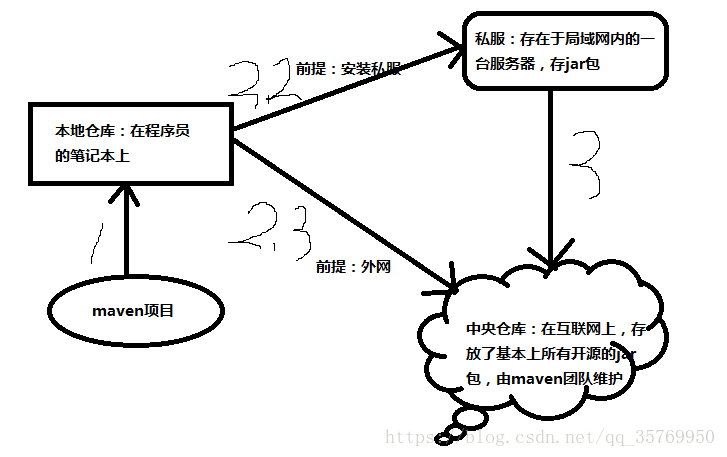 私服：存在于局域网内的一
台服务器，存jar包
前提：安装私服
2.2
本地仓库：在程序员
的笔记本上
3
1
2.3
前提：外网
maven项目
中央仓库：在互联网上，存
放了基本上所有开源的jar
包，由maven团队维护
https://blog.csdn.net/qq_35769950